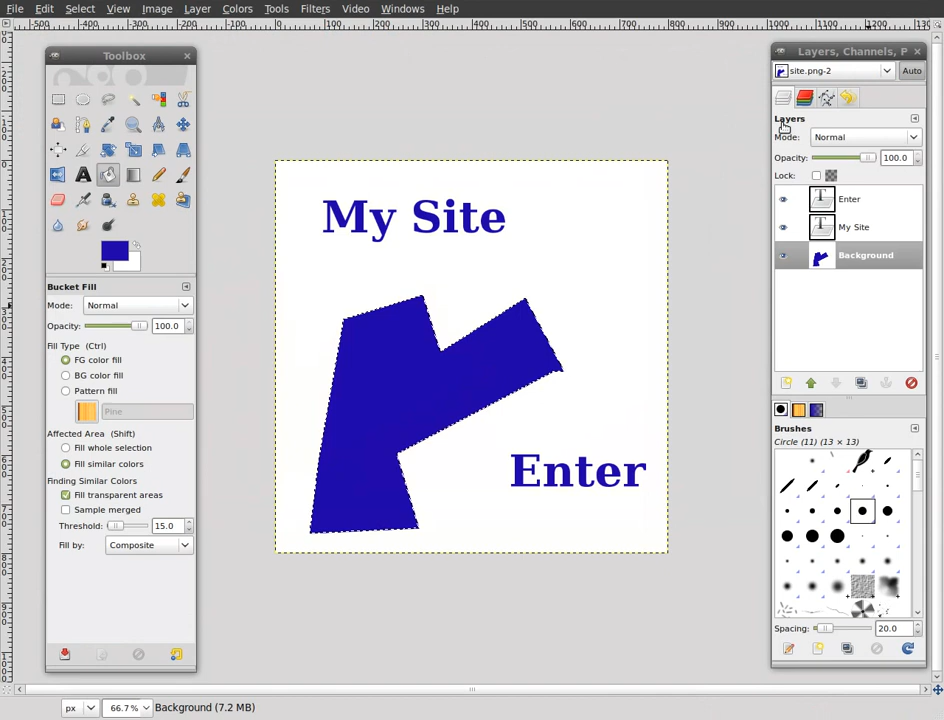 File Edit Select View Image Layer Colors Tools Filters Video Windows Help
Toolbox
Layers, Channels, P
site.png-2
Auto
Layers
Mode: Normal
Opacity: 100.0
Lock:
Enter
My Site
Background
My Site
Enter
Bucket Fill
Mode: Normal
Opacity: 100.0
Fill Type (Ctrl)
FG color fill
BG color fill
Pattern fill
Pine
Affected Area (Shift)
Fill whole selection
Fill similar colors
Finding Similar Colors
Fill transparent areas
Sample merged
Threshold: 15.0
Fill by: Composite
Brushes
Circle (11) (13 × 13)
Spacing: 20.0
px 66.7% Background (7.2 MB)